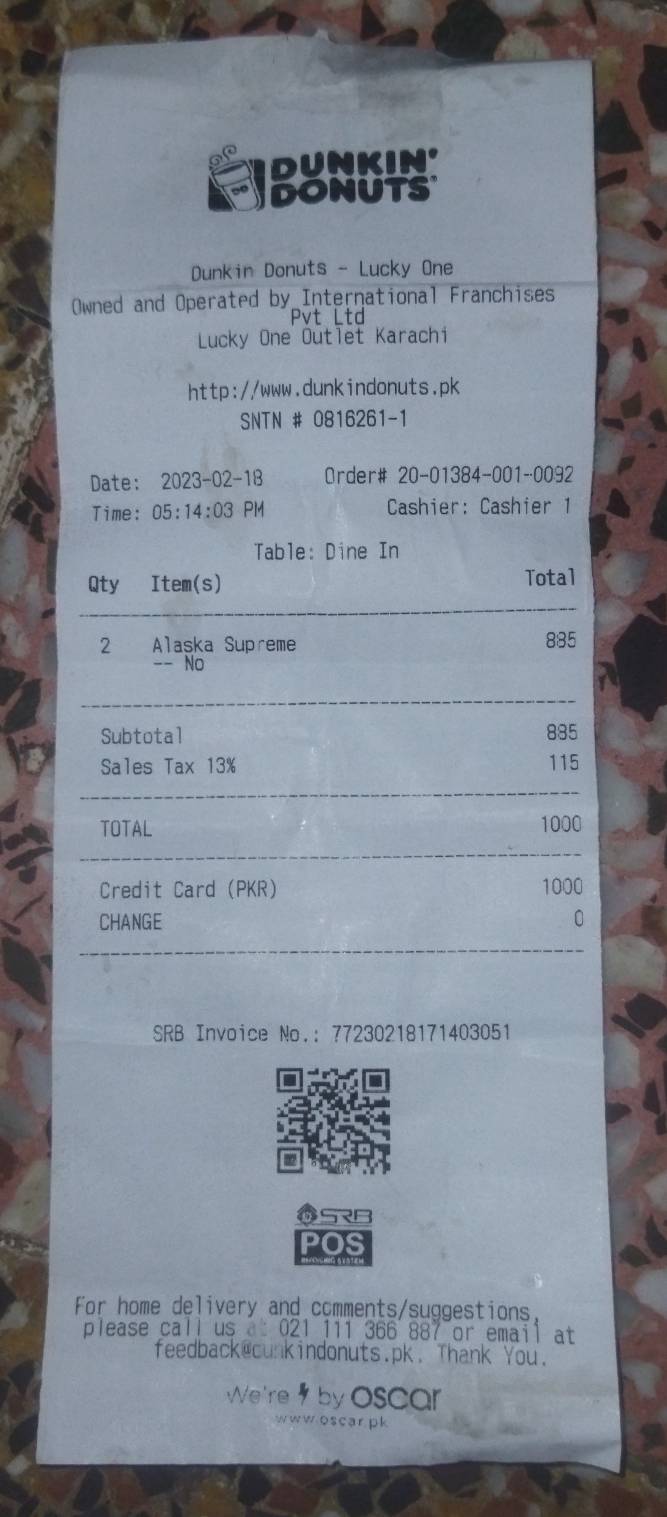 DUNKIN'
DONUTS
Dunkin Donuts - Lucky One
Owned and Operated by International Franchises
Pvt Ltd
Lucky One Outlet Karachi
http://www.dunkindonuts.pk
SNTN # 0816261-1
Date: 2023-02-18 Order# 20-01384-001-0092
Time: 05:14:03 PM Cashier: Cashier 1
Table: Dine In
Qty Item(s) Total
2 Alaska Supreme 885
-- No
Subtotal 885
Sales Tax 13% 115
TOTAL 1000
Credit Card (PKR) 1000
CHANGE 0
SRB Invoice No.: 77230218171403051
SRB
POS
INVOICING SYSTEM
For home delivery and comments/suggestions,
please call us at 021 111 366 887 or email at
feedback@dunkindonuts.pk. Thank You.
We're by OSCAR
www.oscar.pk